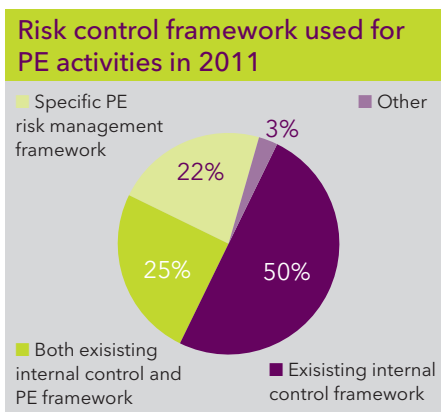 Risk control framework used for
PE activities in 2011
Specific PE
risk management
framework
Other
3%
22%
25%
50%
Both exisisting
internal control and
PE framework
Exisisting internal
control framework